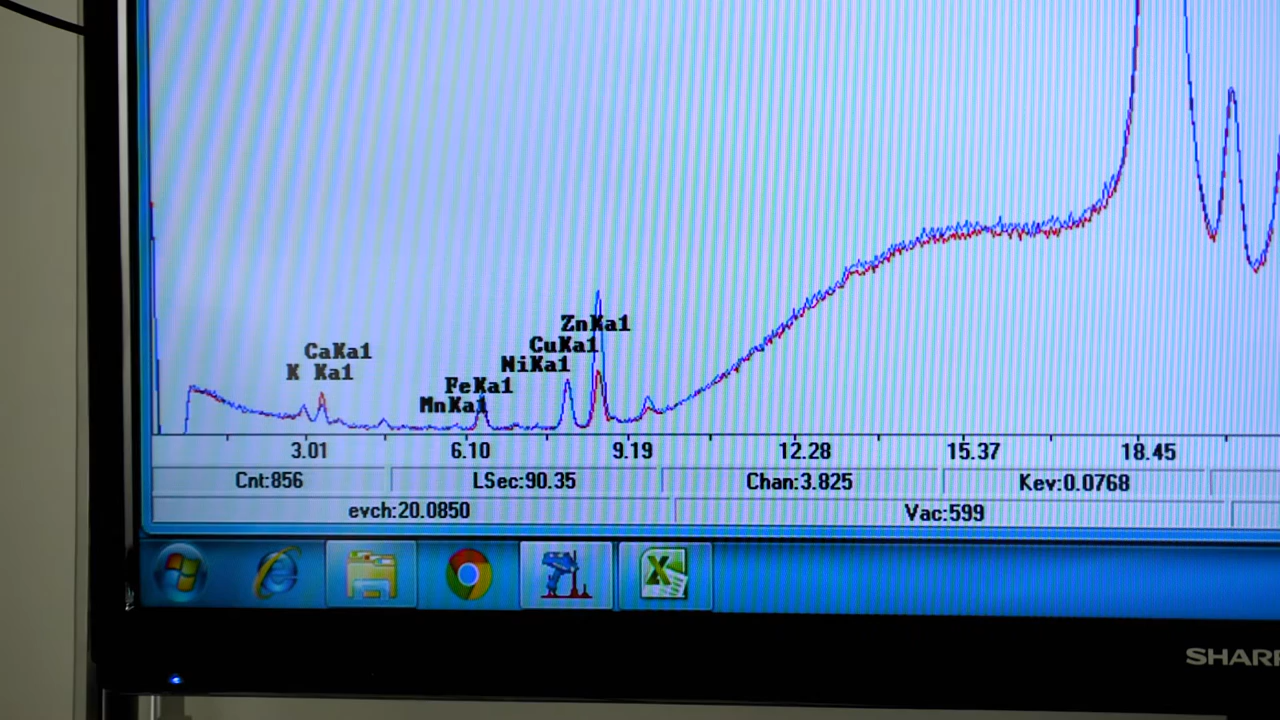 ZnKa1
CuKa1
CaKa1
NiKa1
K Ka1
FeKa1
MnKa1
3.01 6.10 9.19 12.28 15.37 18.45
Cnt:856 LSec:90.35 Chan:3.825 Kev:0.0768
evch:20.0850 Vac:599
SHARP